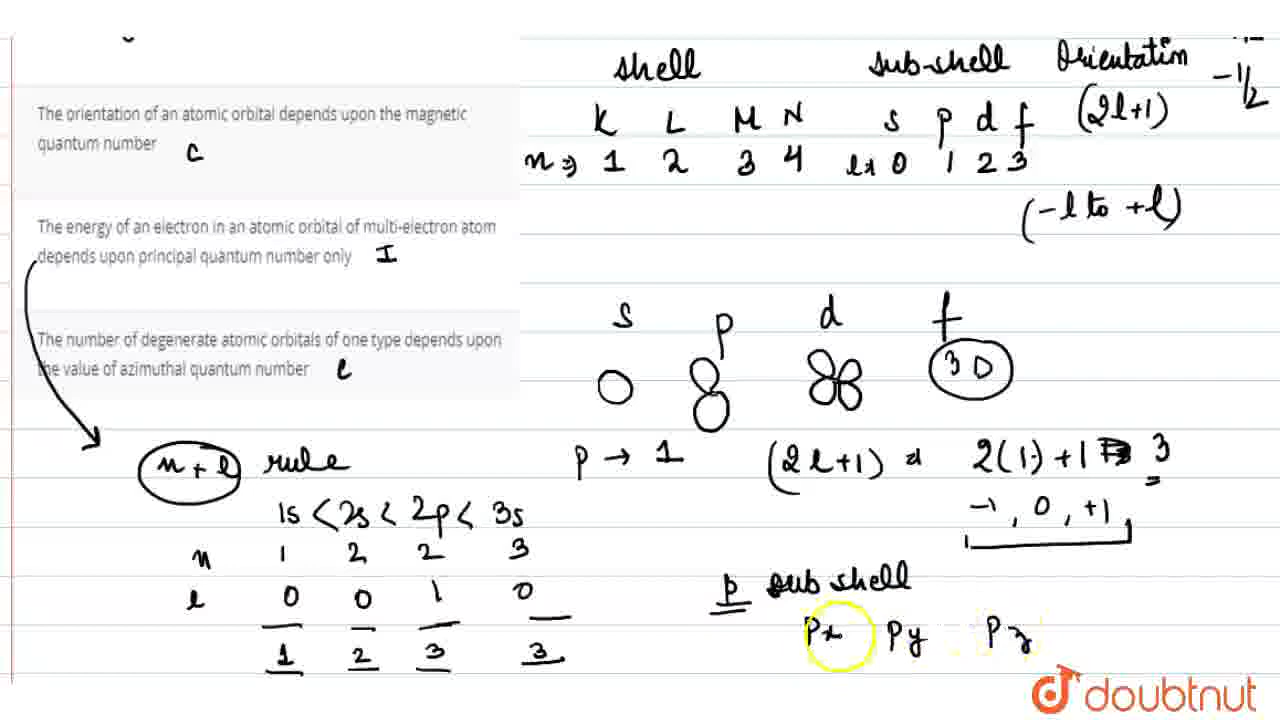 The orientation of an atomic orbital depends upon the magnetic
quantum number C
The energy of an electron in an atomic orbital of multi-electron atom
depends upon principal quantum number only I
The number of degenerate atomic orbitals of one type depends upon
the value of azimuthal quantum number C
n + l rule
1s < 2s < 2p < 3s
n 1 2 2 3
l 0 0 1 0
1 2 3 3
shell
K L M N
n ⇒ 1 2 3 4
sub-shell
s p d f
l ⇒ 0 1 2 3
Orientation
(2l+1)
(-l to +l)
-1/2
s p d f
3D
p → 1 (2l+1) ⇒ 2(1)+1 ⇒ 3
-1, 0, +1,
p sub shell
Px Py Pz
doubtnut